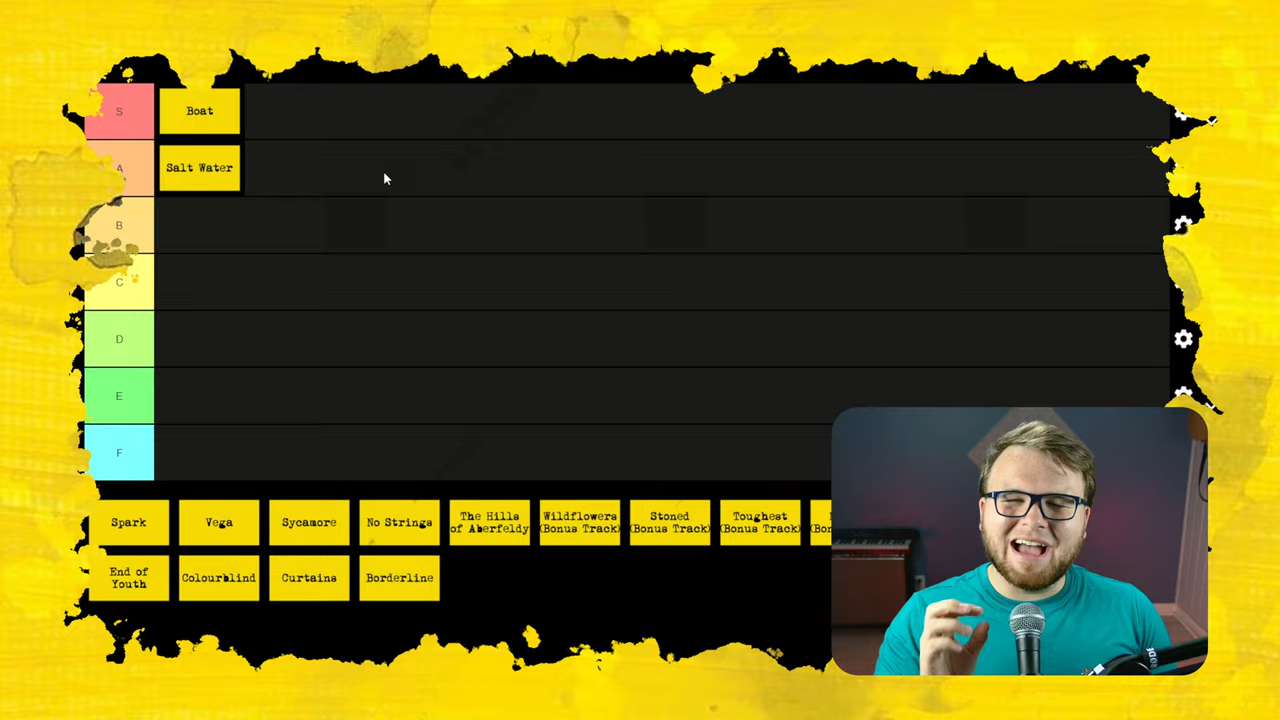 S
Boat
A
Salt Water
B
C
D
E
F
Spark
Vega
Sycamore
No Strings
The Hills
of Aberfeldy
Wildflowers
(Bonus Track)
Stoned
(Bonus Track)
Toughest
(Bonus Track)
End of
Youth
Colourblind
Curtains
Borderline
RODE